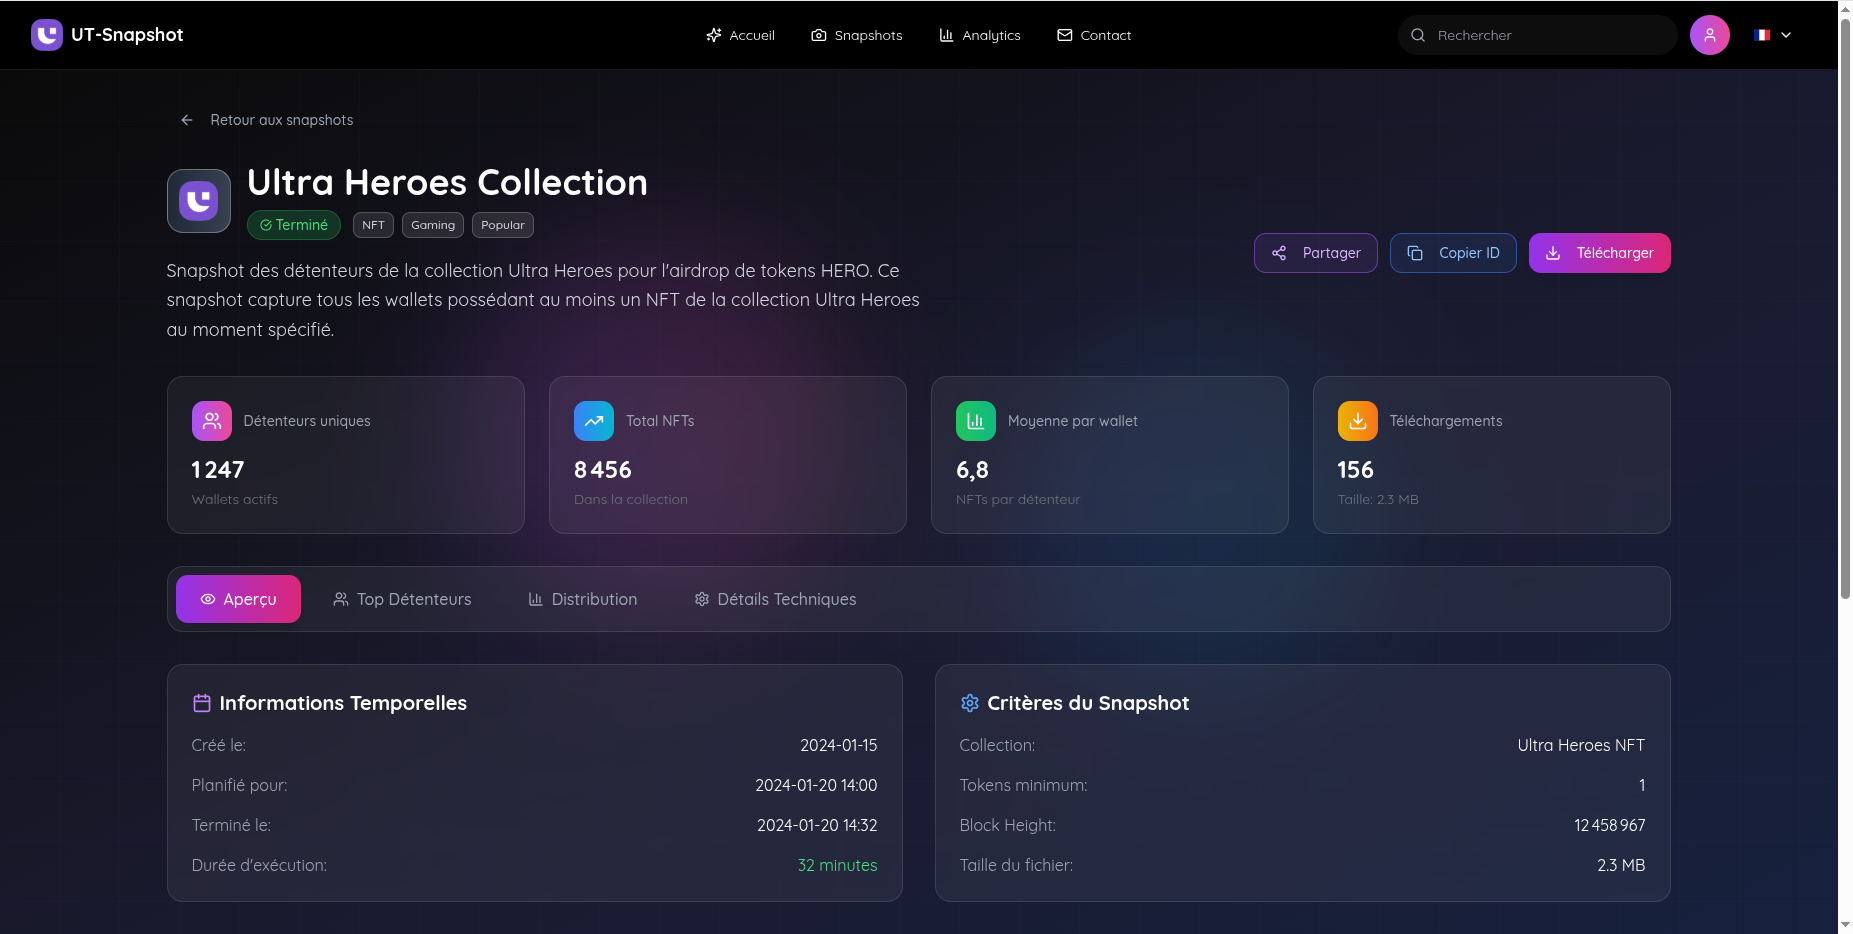 UT-Snapshot
Accueil
Snapshots
Analytics
Contact
Rechercher
Retour aux snapshots
Ultra Heroes Collection
Terminé
NFT
Gaming
Popular
Snapshot des détenteurs de la collection Ultra Heroes pour l'airdrop de tokens HERO. Ce
snapshot capture tous les wallets possédant au moins un NFT de la collection Ultra Heroes
au moment spécifié.
Partager
Copier ID
Télécharger
Détenteurs uniques
1 247
Wallets actifs
Total NFTs
8 456
Dans la collection
Moyenne par wallet
6,8
NFTs par détenteur
Téléchargements
156
Taille: 2.3 MB
Aperçu
Top Détenteurs
Distribution
Détails Techniques
Informations Temporelles
Créé le: 2024-01-15
Planifié pour: 2024-01-20 14:00
Terminé le: 2024-01-20 14:32
Durée d'exécution: 32 minutes
Critères du Snapshot
Collection: Ultra Heroes NFT
Tokens minimum: 1
Block Height: 12 458 967
Taille du fichier: 2.3 MB